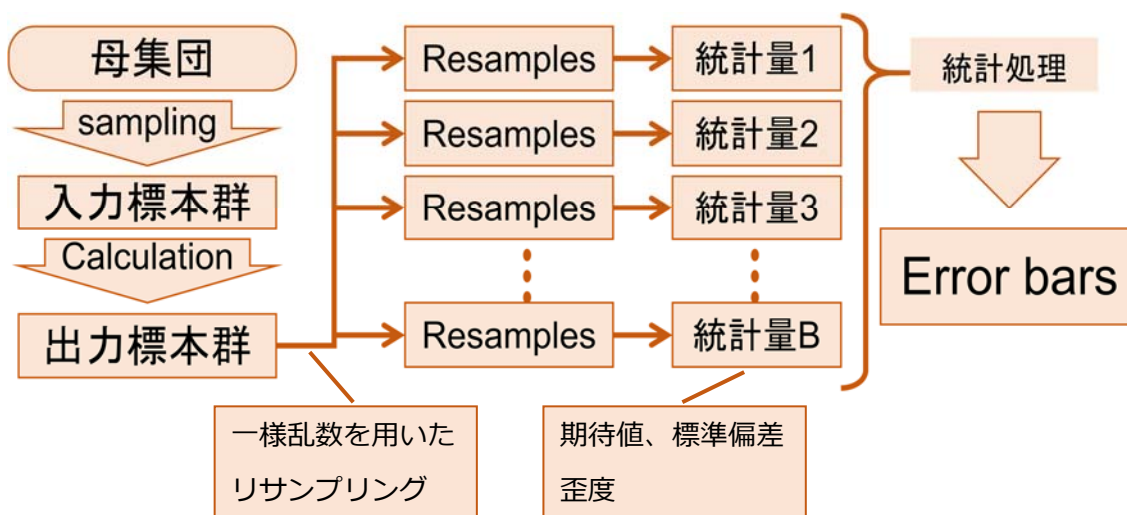 母集団
sampling
入力標本群
Calculation
出力標本群
Resamples
統計量1
Resamples
統計量2
Resamples
統計量3
Resamples
統計量B
統計処理
Error bars
一様乱数を用いた
リサンプリング
期待値、標準偏差
歪度